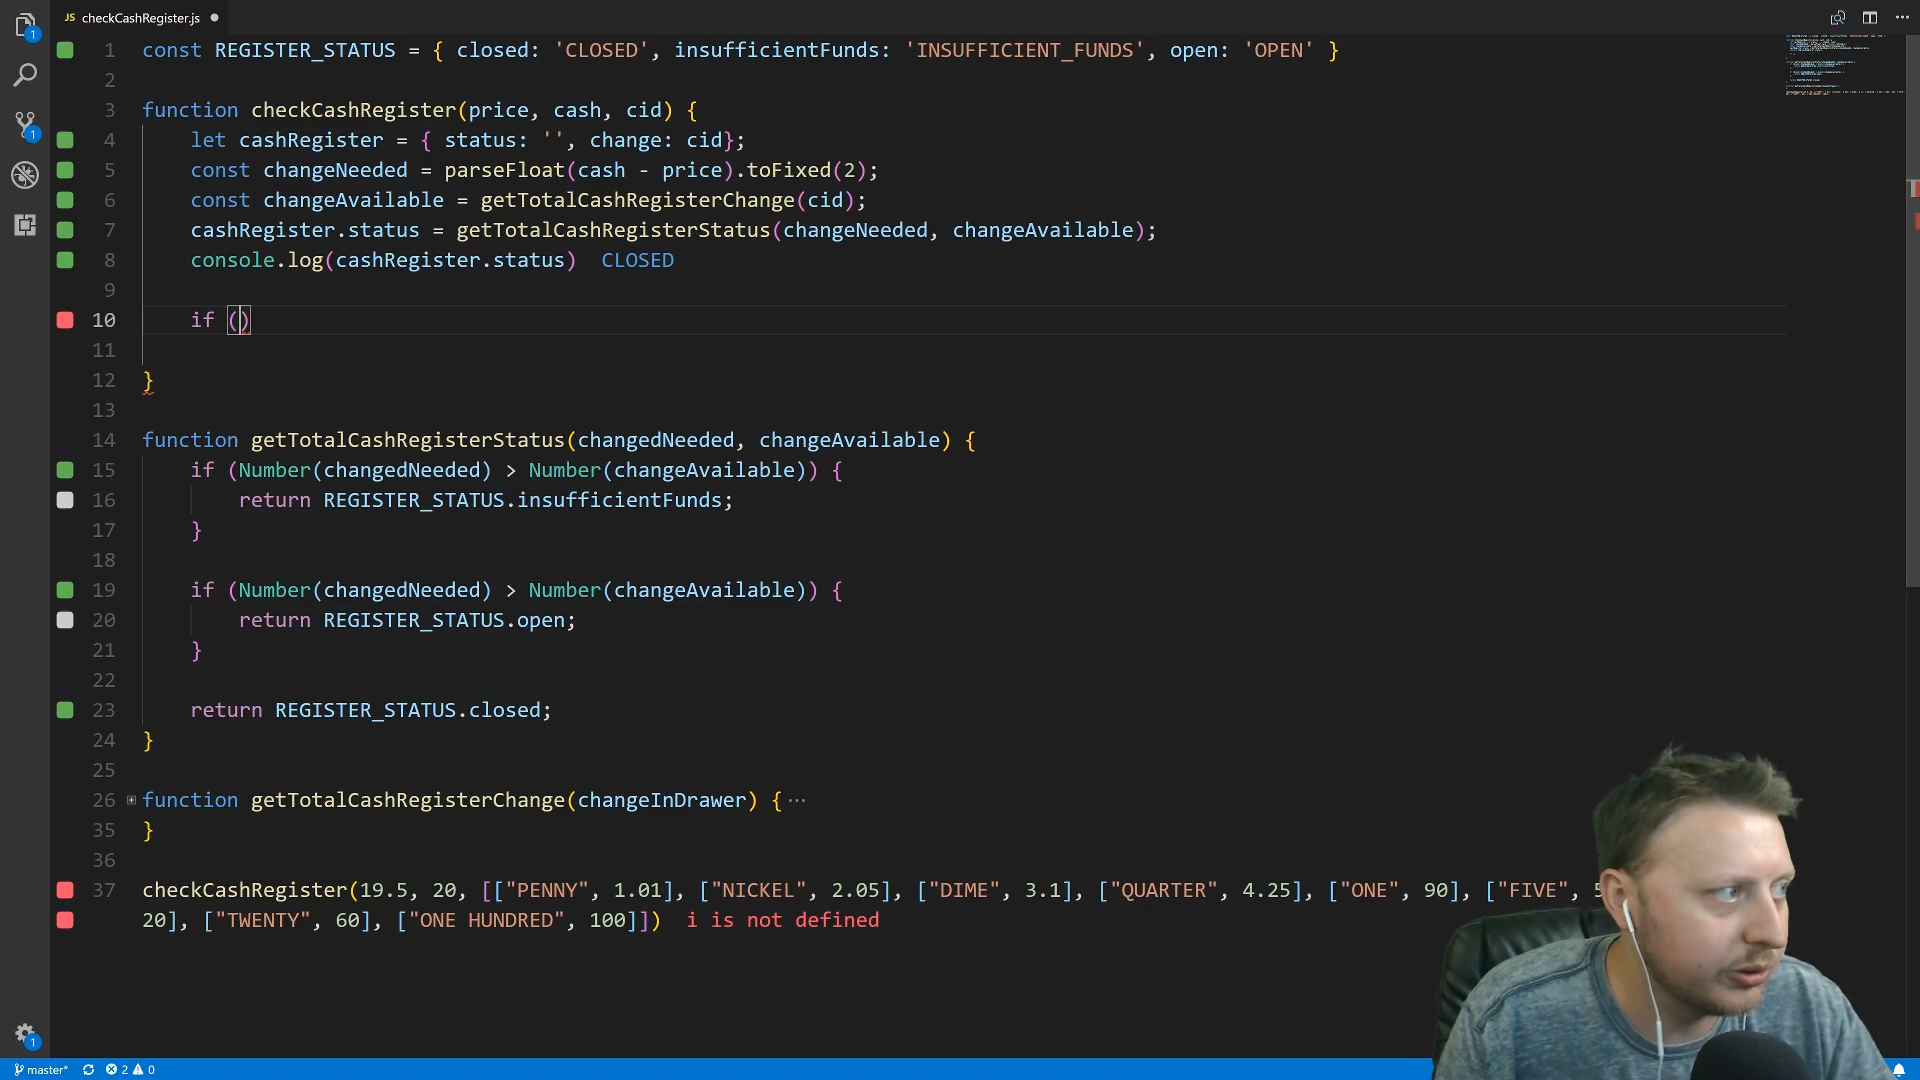 JS checkCashRegister.js
1 const REGISTER_STATUS = { closed: 'CLOSED', insufficientFunds: 'INSUFFICIENT_FUNDS', open: 'OPEN' }
2
3 function checkCashRegister(price, cash, cid) {
4 let cashRegister = { status: '', change: cid};
5 const changeNeeded = parseFloat(cash - price).toFixed(2);
6 const changeAvailable = getTotalCashRegisterChange(cid);
7 cashRegister.status = getTotalCashRegisterStatus(changeNeeded, changeAvailable);
8 console.log(cashRegister.status) CLOSED
9
10 if ()
11
12 }
13
14 function getTotalCashRegisterStatus(changedNeeded, changeAvailable) {
15 if (Number(changedNeeded) > Number(changeAvailable)) {
16 return REGISTER_STATUS.insufficientFunds;
17 }
18
19 if (Number(changedNeeded) > Number(changeAvailable)) {
20 return REGISTER_STATUS.open;
21 }
22
23 return REGISTER_STATUS.closed;
24 }
25
26 function getTotalCashRegisterChange(changeInDrawer) {···
35 }
36
37 checkCashRegister(19.5, 20, [["PENNY", 1.01], ["NICKEL", 2.05], ["DIME", 3.1], ["QUARTER", 4.25], ["ONE", 90], ["FIVE",
20], ["TWENTY", 60], ["ONE HUNDRED", 100]]) i is not defined
1
1
1
master* 2 0